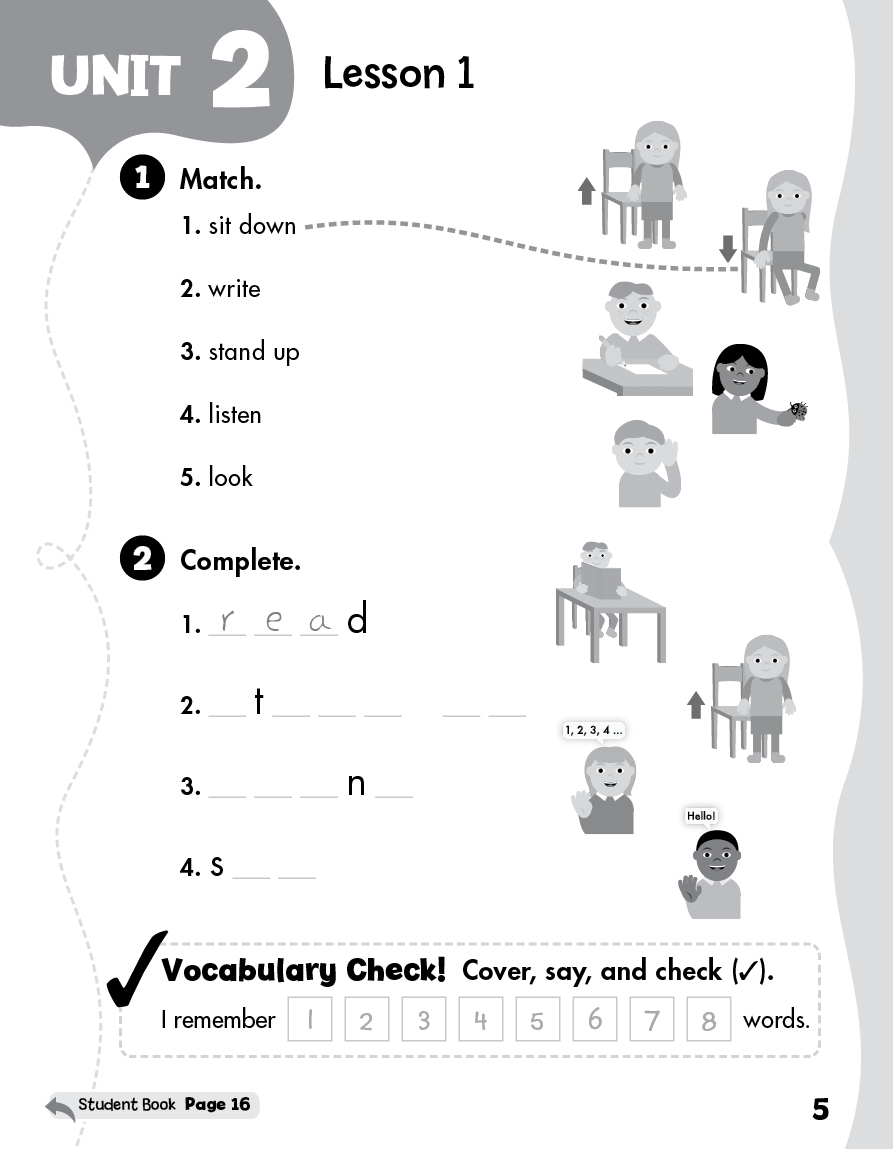 UNIT 2 Lesson 1
1 Match.
1. sit down
2. write
3. stand up
4. listen
5. look
2 Complete.
1. r e a d
2. __ t __ __ __ __ __
3. __ __ __ n __
1, 2, 3, 4 ...
Hello!
4. s __ __
Vocabulary Check! Cover, say, and check (✓).
I remember 1 2 3 4 5 6 7 8 words.
Student Book Page 16
5